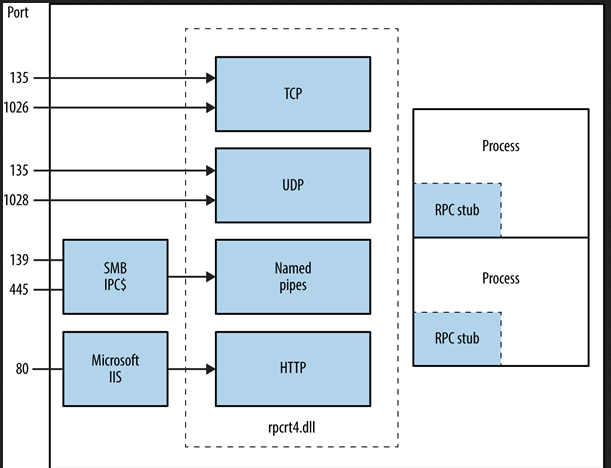 Port
135
1026
TCP
135
1028
UDP
139
445
SMB
IPC$
Named
pipes
80
Microsoft
IIS
HTTP
rpcrt4.dll
Process
RPC stub
Process
RPC stub